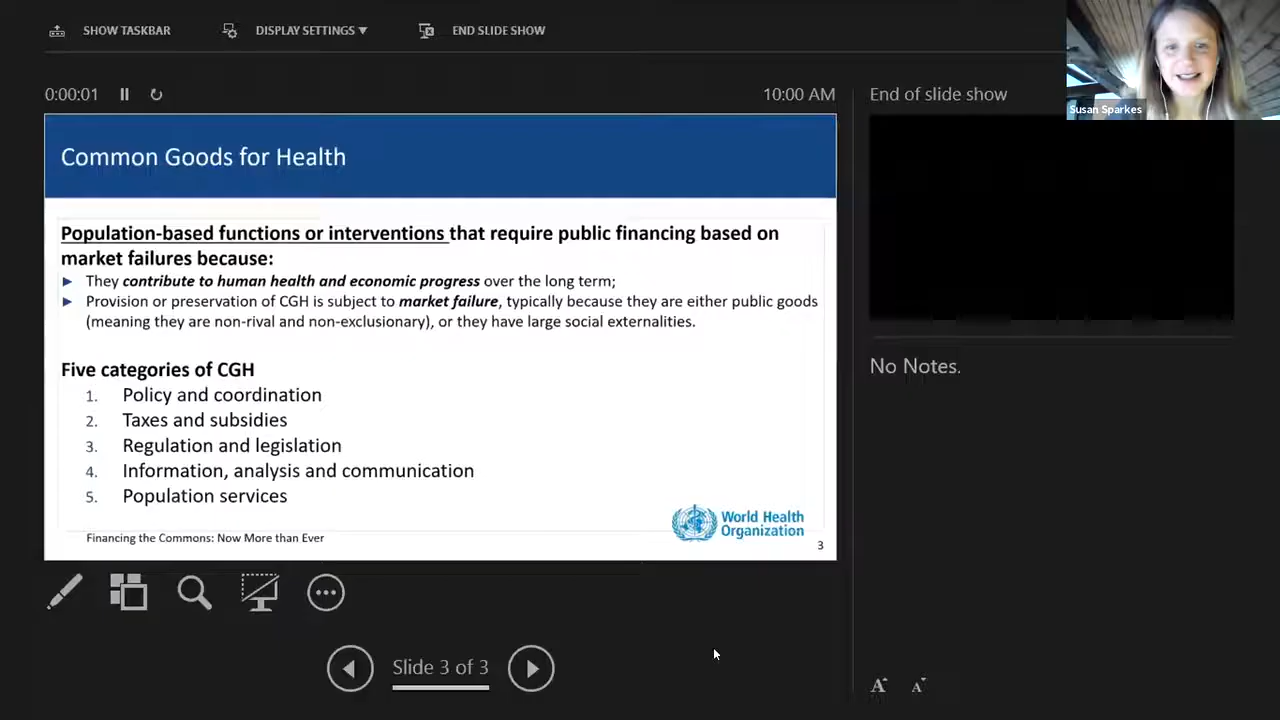 SHOW TASKBAR
DISPLAY SETTINGS ▼
END SLIDE SHOW
Susan Sparkes
0:00:01
10:00 AM
End of slide show
Common Goods for Health
Population-based functions or interventions that require public financing based on
market failures because:
► They contribute to human health and economic progress over the long term;
► Provision or preservation of CGH is subject to market failure, typically because they are either public goods
(meaning they are non-rival and non-exclusionary), or they have large social externalities.
Five categories of CGH
1. Policy and coordination
2. Taxes and subsidies
3. Regulation and legislation
4. Information, analysis and communication
5. Population services
World Health
Organization
Financing the Commons: Now More than Ever
3
No Notes.
Slide 3 of 3
A A